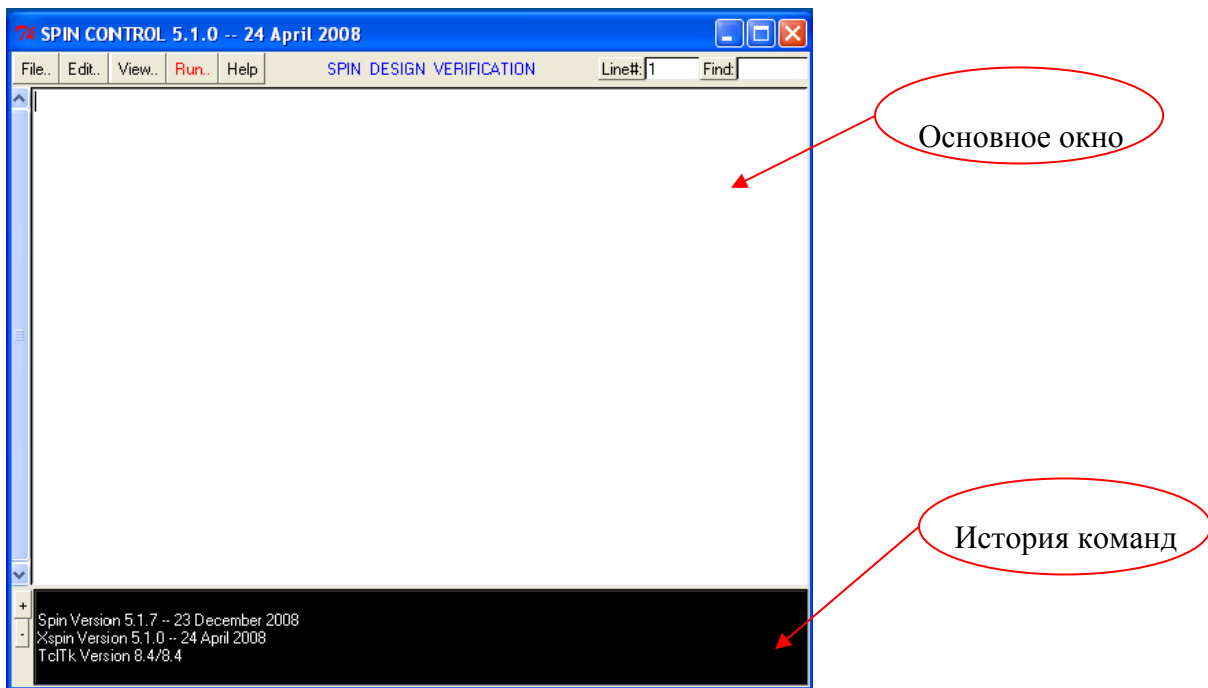 SPIN CONTROL 5.1.0 -- 24 April 2008
File.. Edit.. View.. Run.. Help SPIN DESIGN VERIFICATION Line#: 1 Find:
Основное окно
История команд
+
Spin Version 5.1.7 -- 23 December 2008
-
Xspin Version 5.1.0 -- 24 April 2008
TclTk Version 8.4/8.4